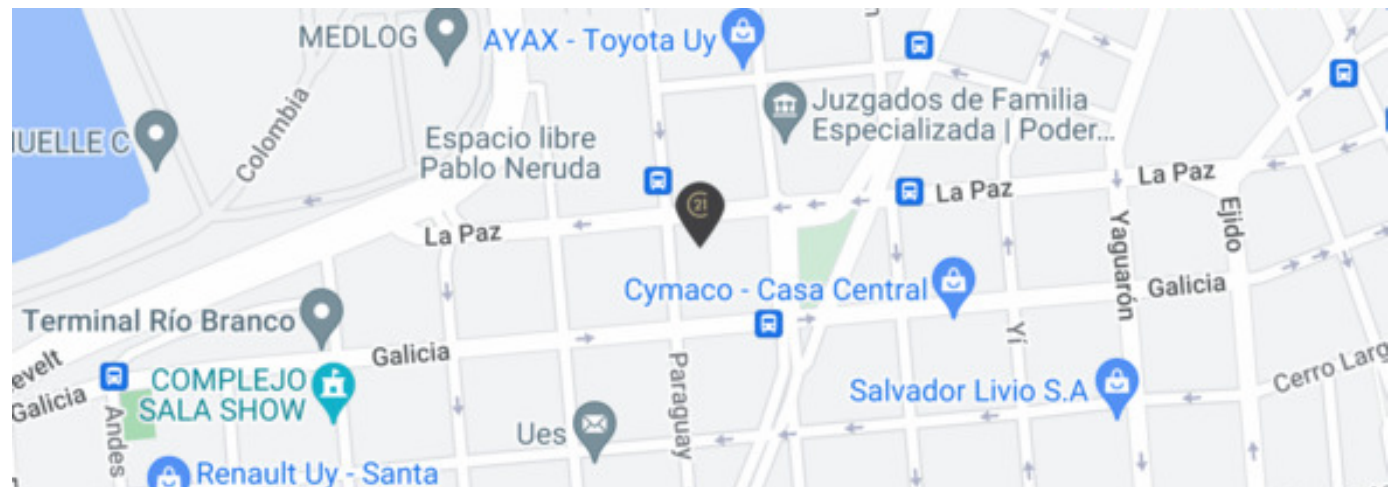 MEDLOG
AYAX - Toyota Uy
Juzgados de Familia
Especializada | Poder...
Colombia
Espacio libre
Pablo Neruda
La Paz
La Paz
La Paz
21
Ejido
Yaguarón
Cymaco - Casa Central
Galicia
Terminal Río Branco
Galicia
Yí
Paraguay
Cerro Larg
COMPLEJO
SALA SHOW
Salvador Livio S.A
Galicia
Andes
Ues
Renault Uy - Santa